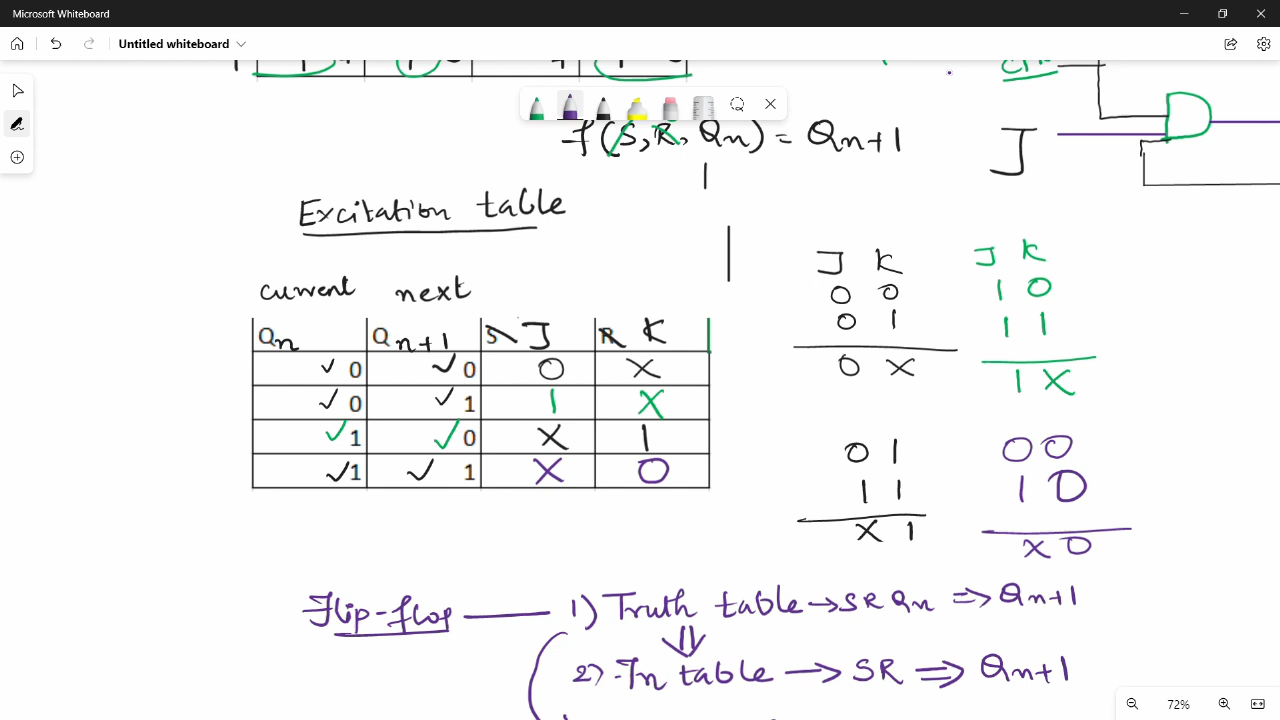 Microsoft Whiteboard
Untitled whiteboard
f(S, R, Qn) = Qn+1
J
Excitation table
current next
Qn Qn+1 S J R K
0 0 0 X
0 1 1 X
1 0 X 1
1 1 X 0
J K
0 0
0 1
0 X
J K
1 0
1 1
1 X
0 1
1 1
X 1
0 0
1 0
X 0
Flip-flop 1) Truth table → S R Qn => Qn+1
2) Fn table → SR => Qn+1
72%